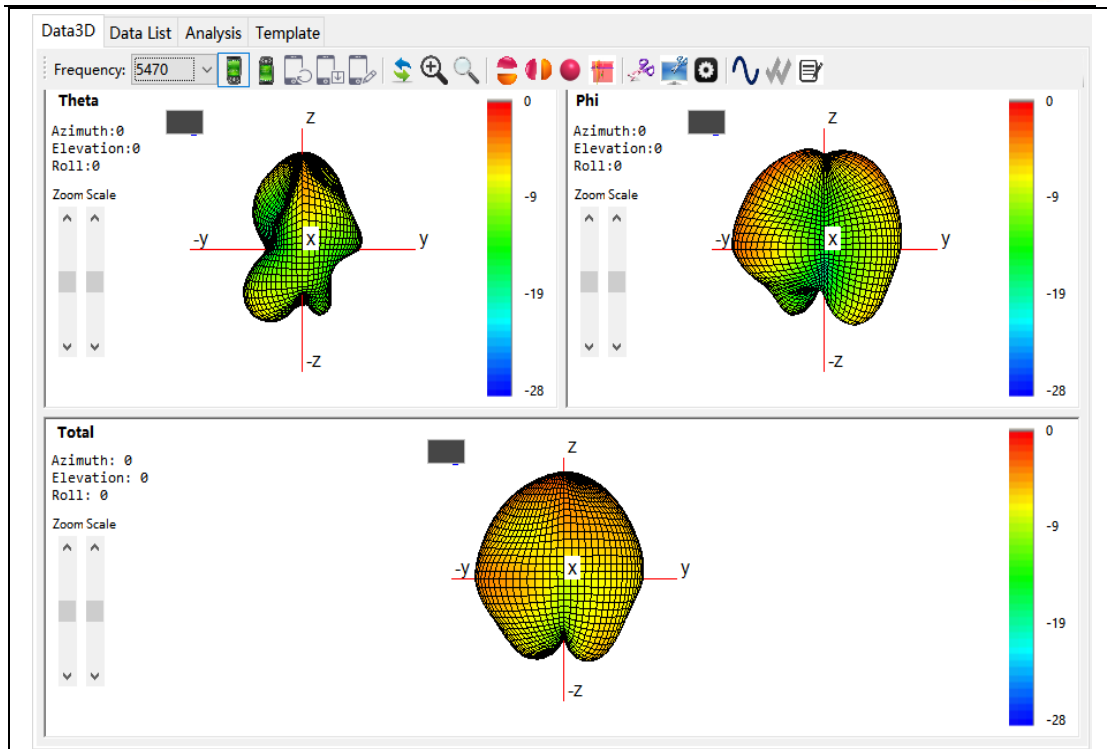 Data3D Data List Analysis Template
Frequency: 5470
Theta
Azimuth:0
Elevation:0
Roll:0
Zoom Scale
z
-y
x
y
-z
0
-9
-19
-28
Phi
Azimuth:0
Elevation:0
Roll:0
Zoom Scale
z
-y
x
y
-z
0
-9
-19
-28
Total
Azimuth: 0
Elevation: 0
Roll: 0
Zoom Scale
z
-y
x
y
-z
0
-9
-19
-28